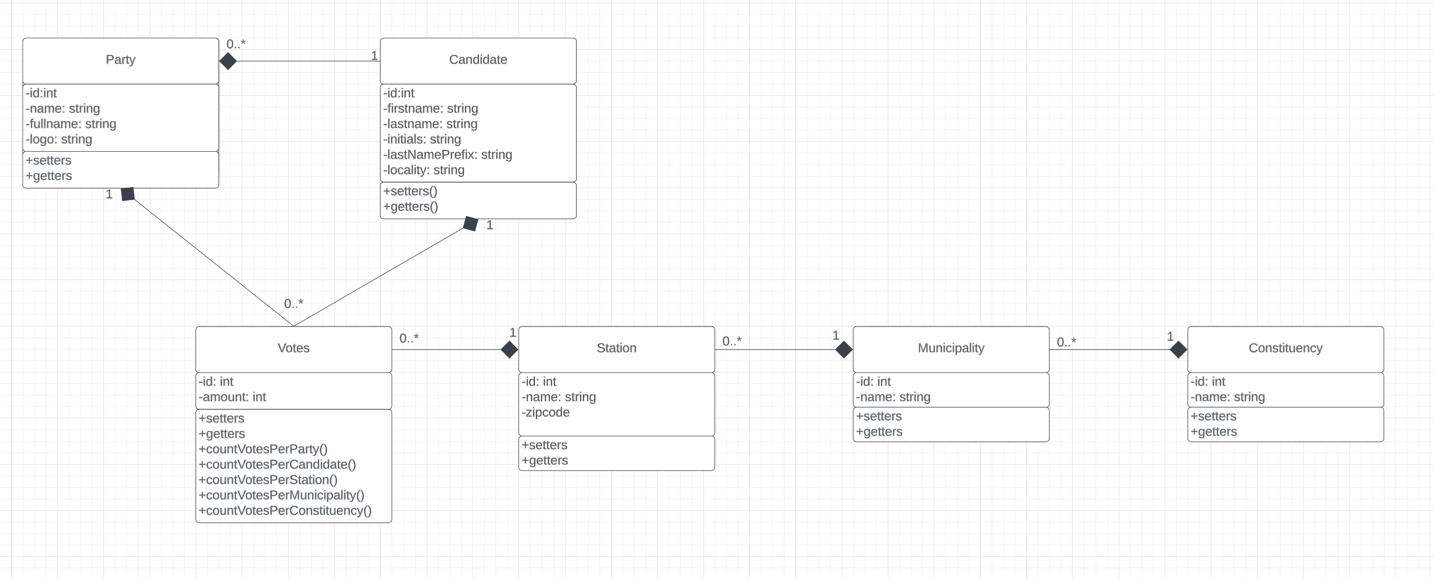 0..*
1
Party
Candidate
-id:int
-name: string
-fullname: string
-logo: string
+setters
+getters
-id:int
-firstname: string
-lastname: string
-initials: string
-lastNamePrefix: string
-locality: string
+setters()
+getters()
1
1
0..*
Votes
-id: int
-amount: int
+setters
+getters
+countVotesPerParty()
+countVotesPerCandidate()
+countVotesPerStation()
+countVotesPerMunicipality()
+countVotesPerConstituency()
0..*
1
Station
-id: int
-name: string
-zipcode
+setters
+getters
0..*
1
Municipality
-id: int
-name: string
+setters
+getters
0..*
1
Constituency
-id: int
-name: string
+setters
+getters